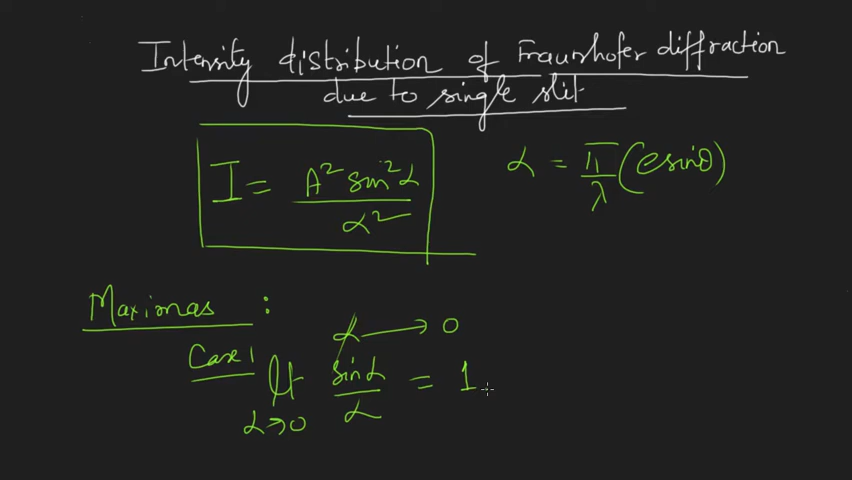 Intensity distribution of Fraunhofer diffraction
due to single slit
I = A² sin²α / α²
α = π/λ (e sinθ)
Maximas :
α → 0
Case 1
lt α→0 sinα/α = 1